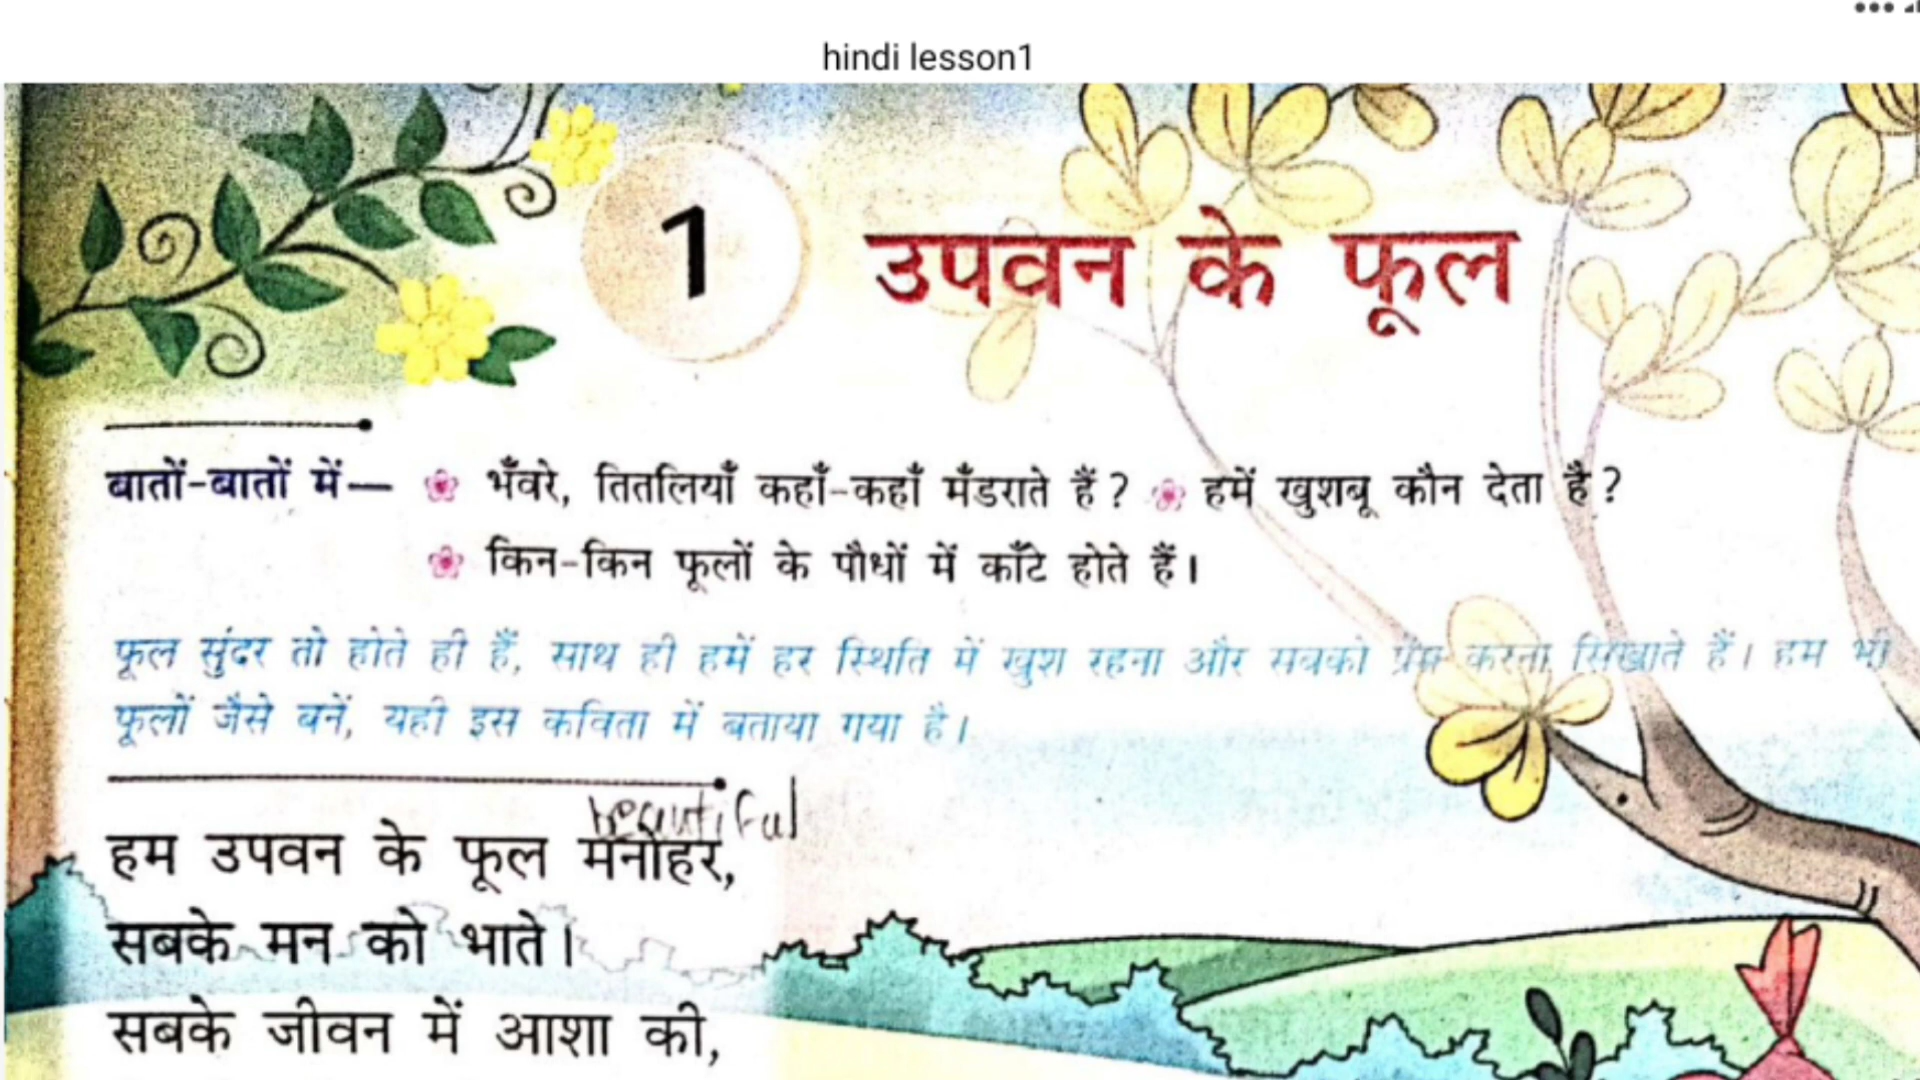 hindi lesson1
1
उपवन के फूल
बातों-बातों में— भँवरे, तितलियाँ कहाँ-कहाँ मँडराते हैं? हमें खुशबू कौन देता है?
किन-किन फूलों के पौधों में काँटे होते हैं।
फूल सुंदर तो होते ही हैं, साथ ही हमें हर स्थिति में खुश रहना और सबको प्रेम करना सिखाते हैं। हम भी
फूलों जैसे बनें, यही इस कविता में बताया गया है।
beautiful
हम उपवन के फूल मनोहर,
सबके मन को भाते।
सबके जीवन में आशा की,